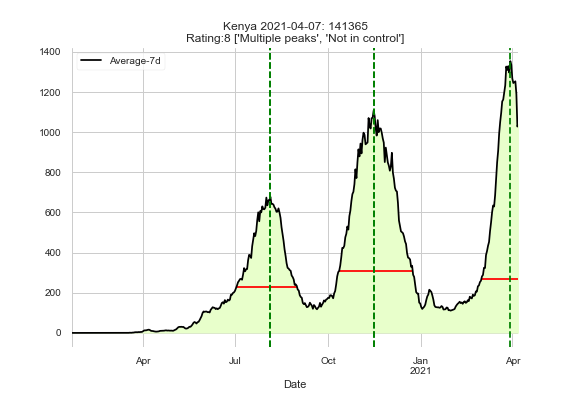 Kenya 2021-04-07: 141365
Rating:8 ['Multiple peaks', 'Not in control']
Average-7d
1400
1200
1000
800
600
400
200
0
Apr
Jul
Oct
Jan
2021
Apr
Date